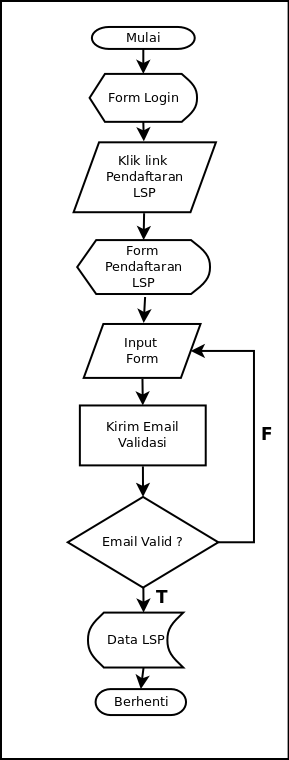 Mulai
Form Login
Klik link
Pendaftaran
LSP
Form
Pendaftaran
LSP
Input
Form
Kirim Email
Validasi
F
Email Valid ?
T
Data LSP
Berhenti